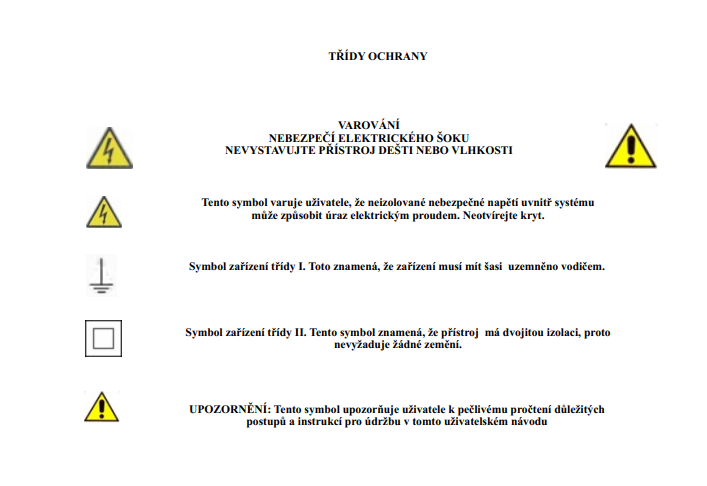 TŘÍDY OCHRANY
VAROVÁNÍ
NEBEZPEČÍ ELEKTRICKÉHO ŠOKU
NEVYSTAVUJTE PŘÍSTROJ DEŠTI NEBO VLHKOSTI
Tento symbol varuje uživatele, že neizolované nebezpečné napětí uvnitř systému
může způsobit úraz elektrickým proudem. Neotvírejte kryt.
Symbol zařízení třídy I. Toto znamená, že zařízení musí mít šasi uzemněno vodičem.
Symbol zařízení třídy II. Tento symbol znamená, že přístroj má dvojitou izolaci, proto
nevyžaduje žádné zemění.
UPOZORNĚNÍ: Tento symbol upozorňuje uživatele k pečlivému pročtení důležitých
postupů a instrukcí pro údržbu v tomto uživatelském návodu